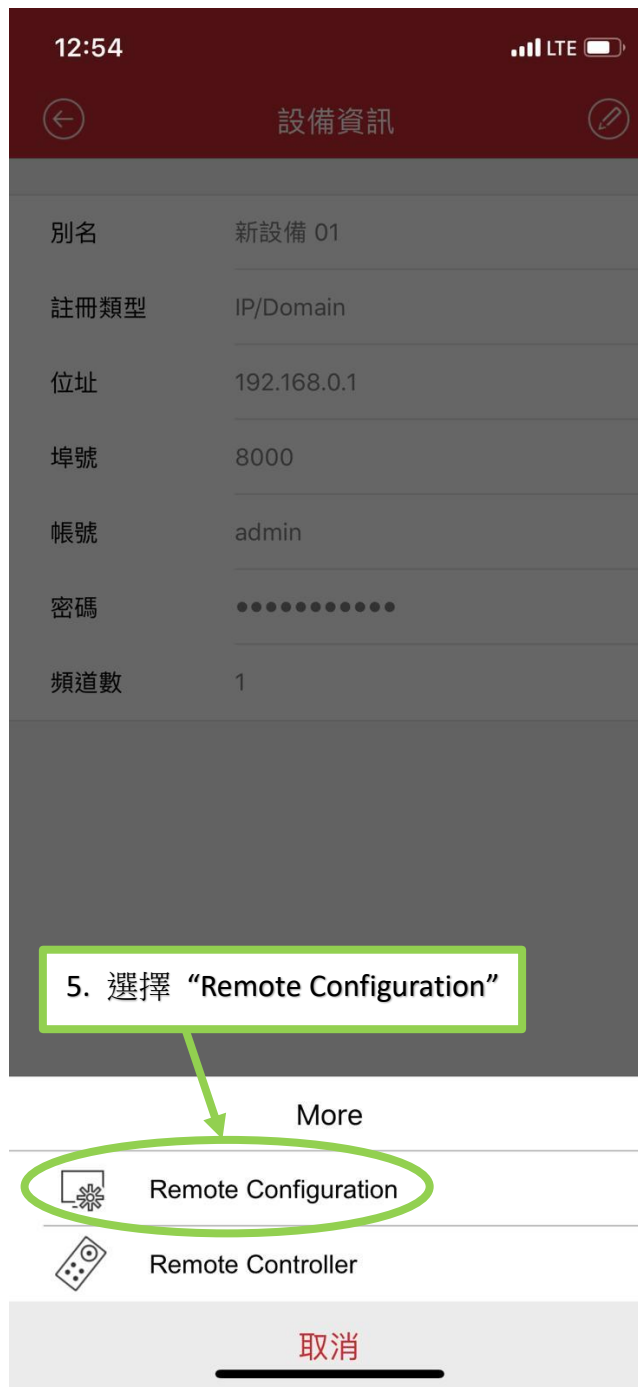 12:54 LTE
設備資訊
別名 新設備 01
註冊類型 IP/Domain
位址 192.168.0.1
埠號 8000
帳號 admin
密碼 •••••••••••
頻道數 1
5. 選擇 “Remote Configuration”
More
Remote Configuration
Remote Controller
取消